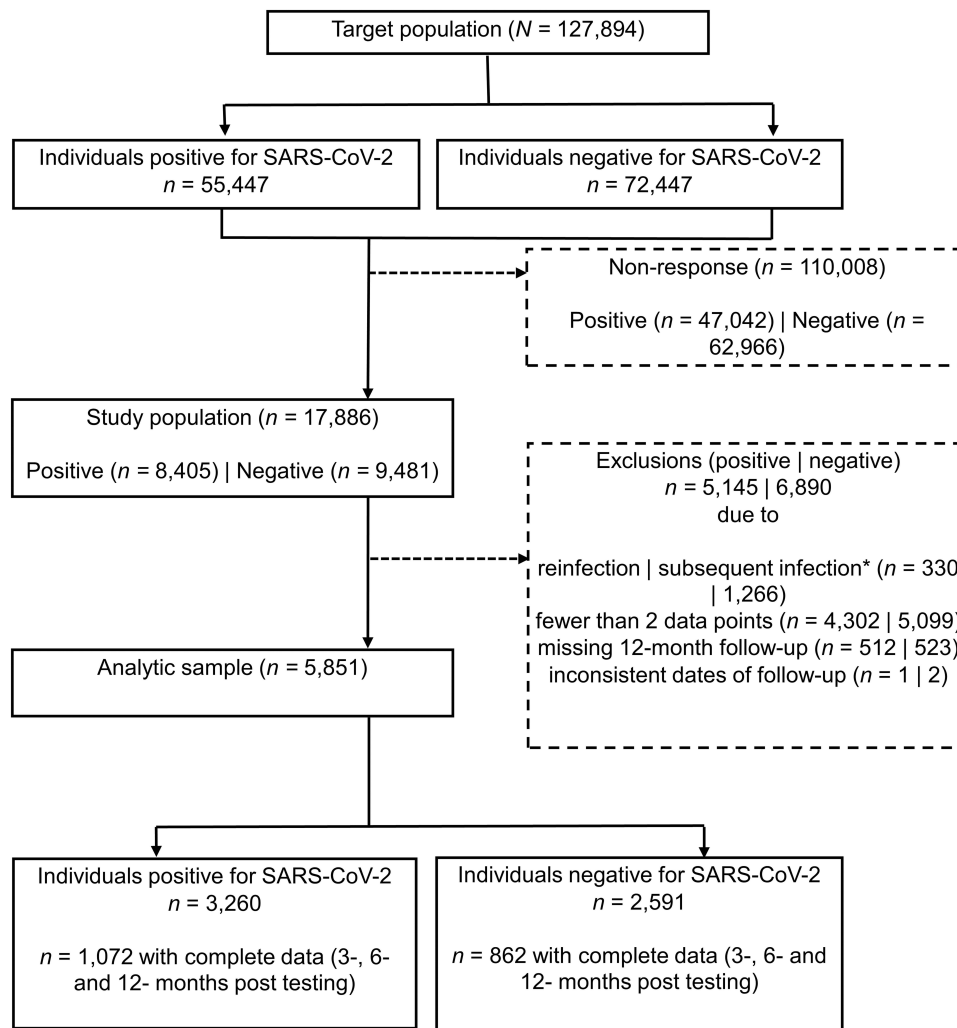 Target population (N = 127,894)
Individuals positive for SARS-CoV-2
n = 55,447
Individuals negative for SARS-CoV-2
n = 72,447
Non-response (n = 110,008)
Positive (n = 47,042) | Negative (n =
62,966)
Study population (n = 17,886)
Positive (n = 8,405) | Negative (n = 9,481)
Exclusions (positive | negative)
n = 5,145 | 6,890
due to
reinfection | subsequent infection* (n = 330
| 1,266)
fewer than 2 data points (n = 4,302 | 5,099)
missing 12-month follow-up (n = 512 | 523)
inconsistent dates of follow-up (n = 1 | 2)
Analytic sample (n = 5,851)
Individuals positive for SARS-CoV-2
n = 3,260
n = 1,072 with complete data (3-, 6-
and 12- months post testing)
Individuals negative for SARS-CoV-2
n = 2,591
n = 862 with complete data (3-, 6- and
12- months post testing)